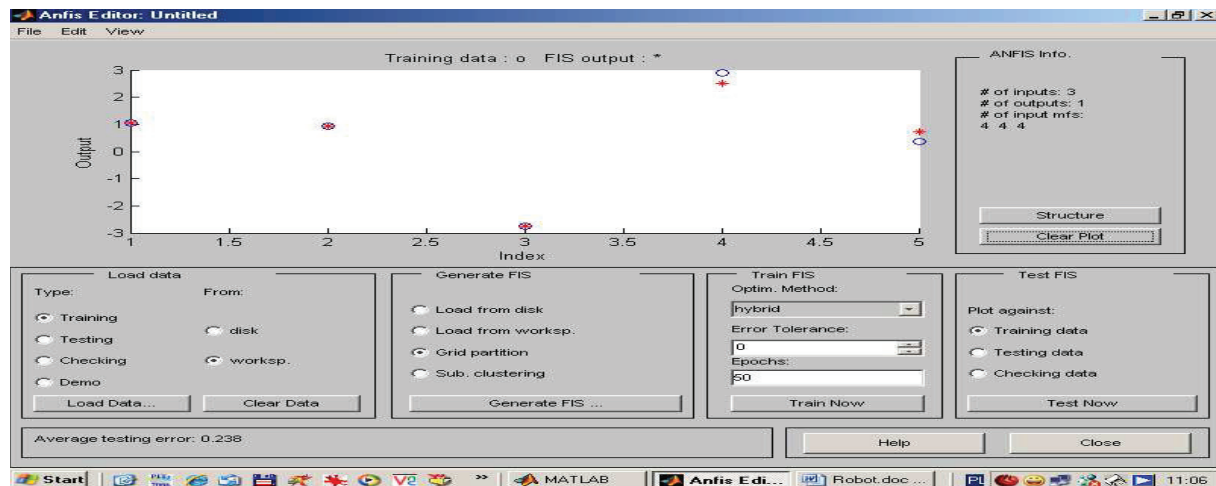 Anfis Editor: Untitled
File Edit View
Training data : o FIS output : *
3
2
1
0
-1
-2
-3
Output
1 1.5 2 2.5 3 3.5 4 4.5 5
Index
ANFIS Info.
# of inputs: 3
# of outputs: 1
# of input mfs:
4 4 4
Structure
Clear Plot
Load data
Type: From:
Training
Testing
Checking
Demo
disk
worksp.
Load Data... Clear Data
Generate FIS
Load from disk
Load from worksp.
Grid partition
Sub. clustering
Generate FIS ...
Train FIS
Optim. Method:
hybrid
Error Tolerance:
0
Epochs:
50
Train Now
Test FIS
Plot against:
Training data
Testing data
Checking data
Test Now
Average testing error: 0.238
Help Close
Start V2 » MATLAB Anfis Edi... Robot.doc ... PL 11:06